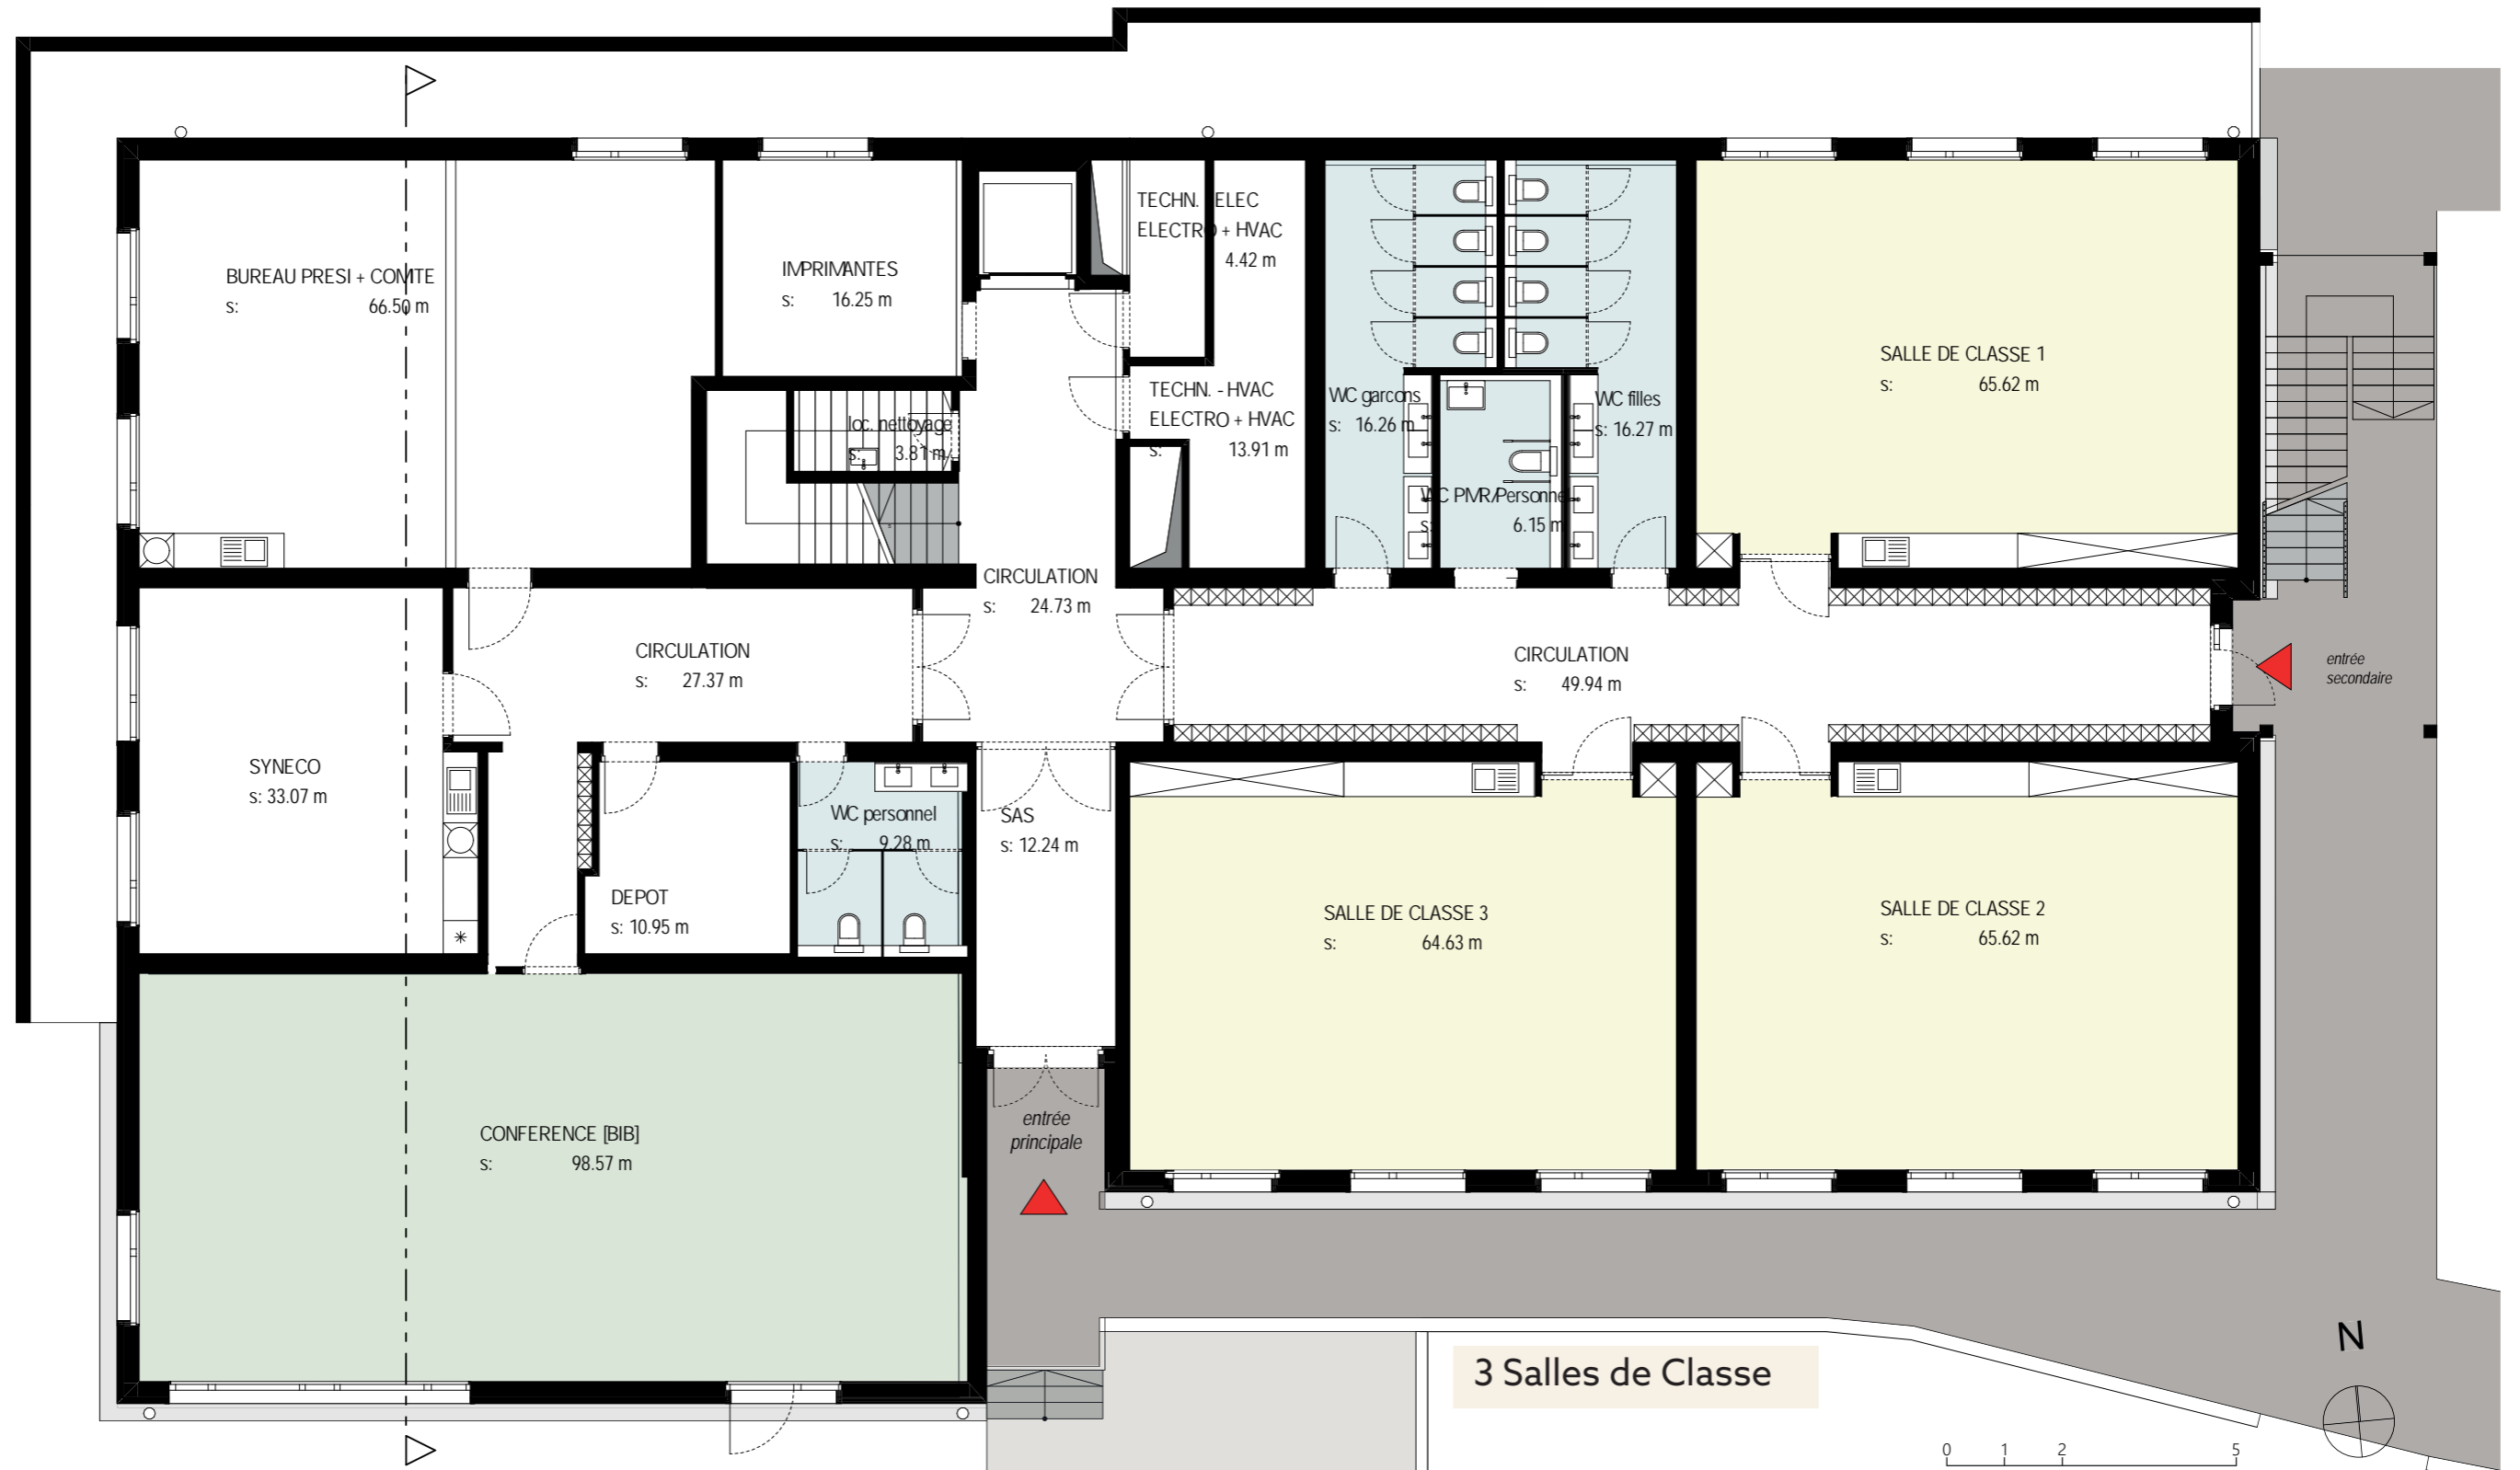 BUREAU PRESI + COMITE
s: 66.50 m
IMPRIMANTES
s: 16.25 m
TECHN. - ELEC
ELECTRO + HVAC
4.42 m
TECHN. - HVAC
ELECTRO + HVAC
s: 13.91 m
loc. nettoyage
s: 3.81 m
WC garcons
s: 16.26 m
WC filles
s: 16.27 m
WC PMR/Personnel
s: 6.15 m
SALLE DE CLASSE 1
s: 65.62 m
CIRCULATION
s: 24.73 m
CIRCULATION
s: 27.37 m
CIRCULATION
s: 49.94 m
entrée
secondaire
SYNECO
s: 33.07 m
DEPOT
s: 10.95 m
WC personnel
s: 9.28 m
SAS
s: 12.24 m
SALLE DE CLASSE 3
s: 64.63 m
SALLE DE CLASSE 2
s: 65.62 m
CONFERENCE [BIB]
s: 98.57 m
entrée
principale
3 Salles de Classe
N
0 1 2 5